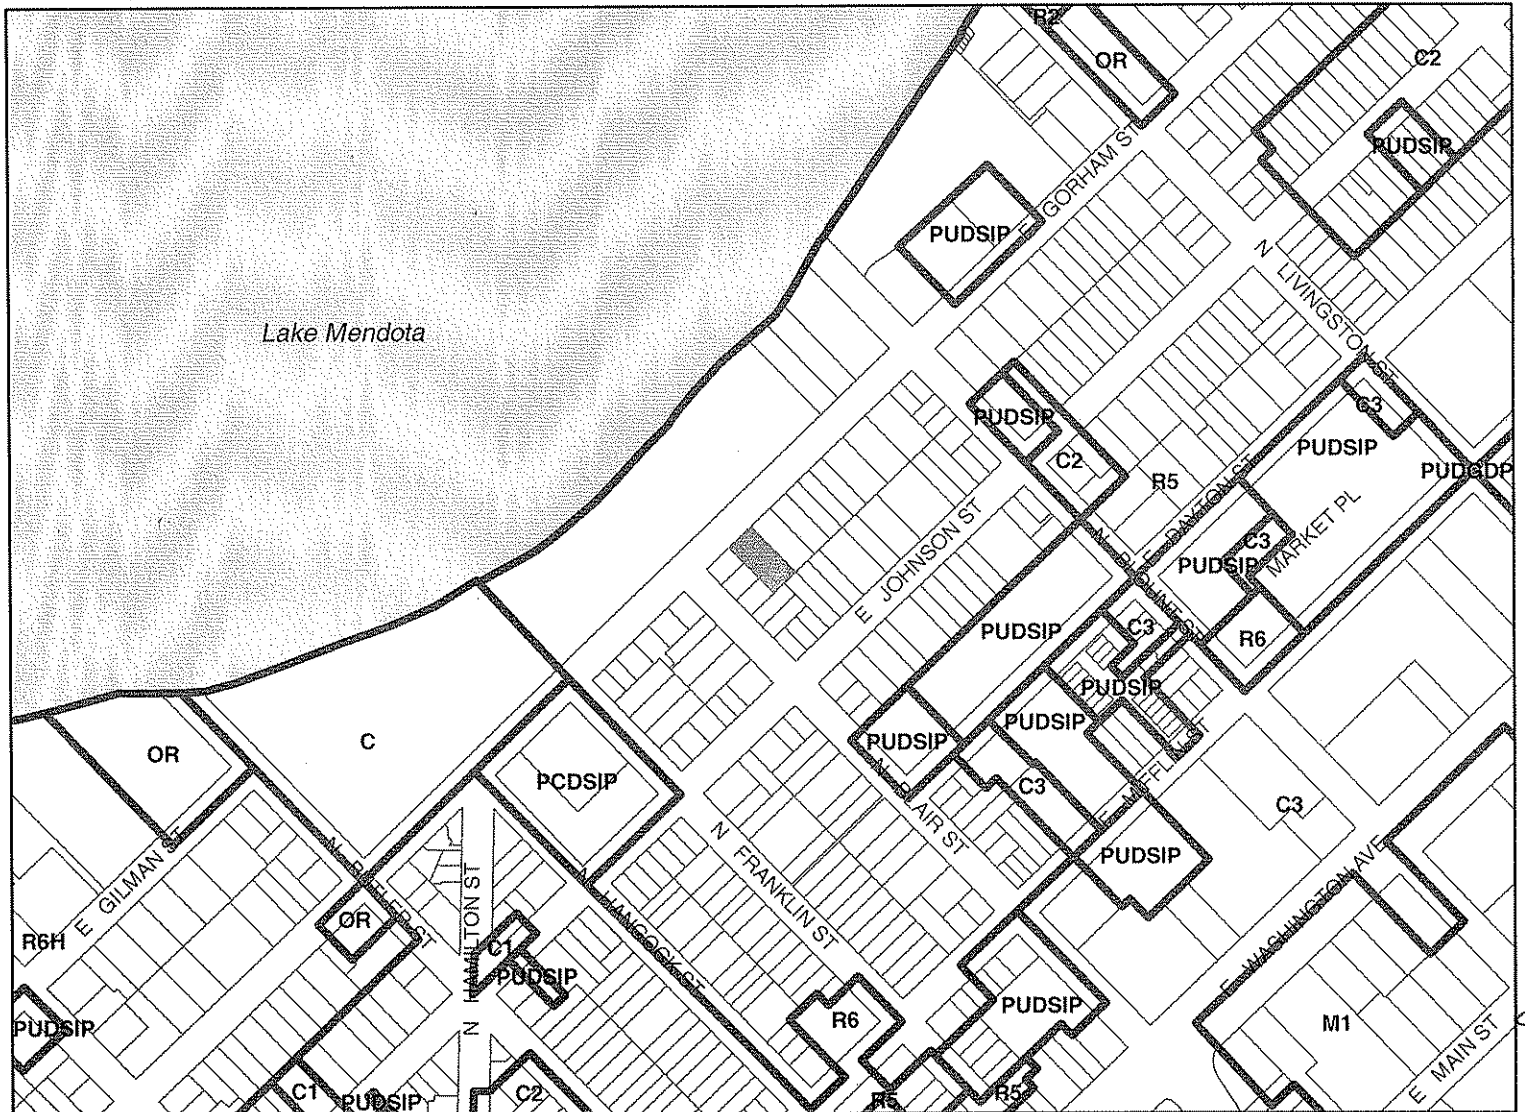 R2
OR
C2
PUDSIP
E GORHAM ST
PUDSIP
N LIVINGSTON ST
Lake Mendota
C3
PUDSIP
PUDSIP
C2
R5
PUDGDP
E DAYTON ST
MARKET PL
E JOHNSON ST
C3
PUDSIP
N BLOUNT ST
C3
R6
PUDSIP
PUDSIP
PUDSIP
PUDSIP
E MIFFLIN ST
OR
C
PCDSIP
C3
C3
N BLAIR ST
PUDSIP
N FRANKLIN ST
E WASHINGTON AVE
E GILMAN ST
N BUTLER ST
N HAMILTON ST
N HANCOCK ST
OR
R6H
C1
PUDSIP
PUDSIP
R6
PUDSIP
M1
E MAIN ST
C1
PUDSIP
C2
R5
R5